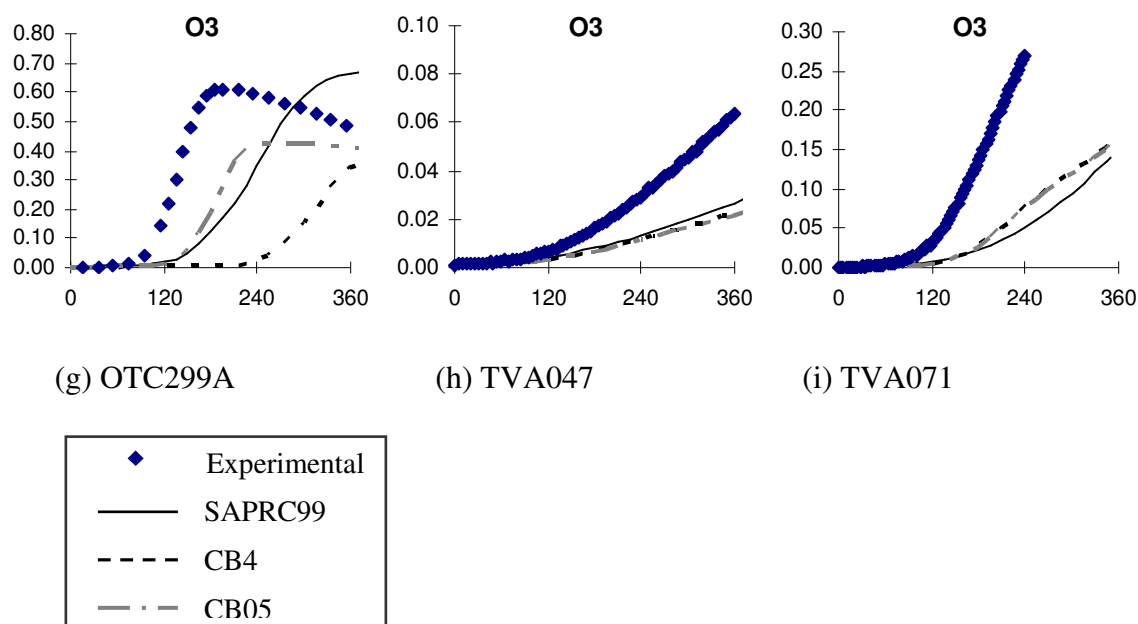 O3 O3 O3
0.80 0.10 0.30
0.70 0.25
0.60 0.08 0.20
0.50 0.06 0.15
0.40 0.04 0.10
0.30 0.02 0.05
0.20
0.10
0.00 0.00 0.00
0 120 240 360 0 120 240 360 0 120 240 360
(g) OTC299A (h) TVA047 (i) TVA071
Experimental
SAPRC99
CB4
CB05